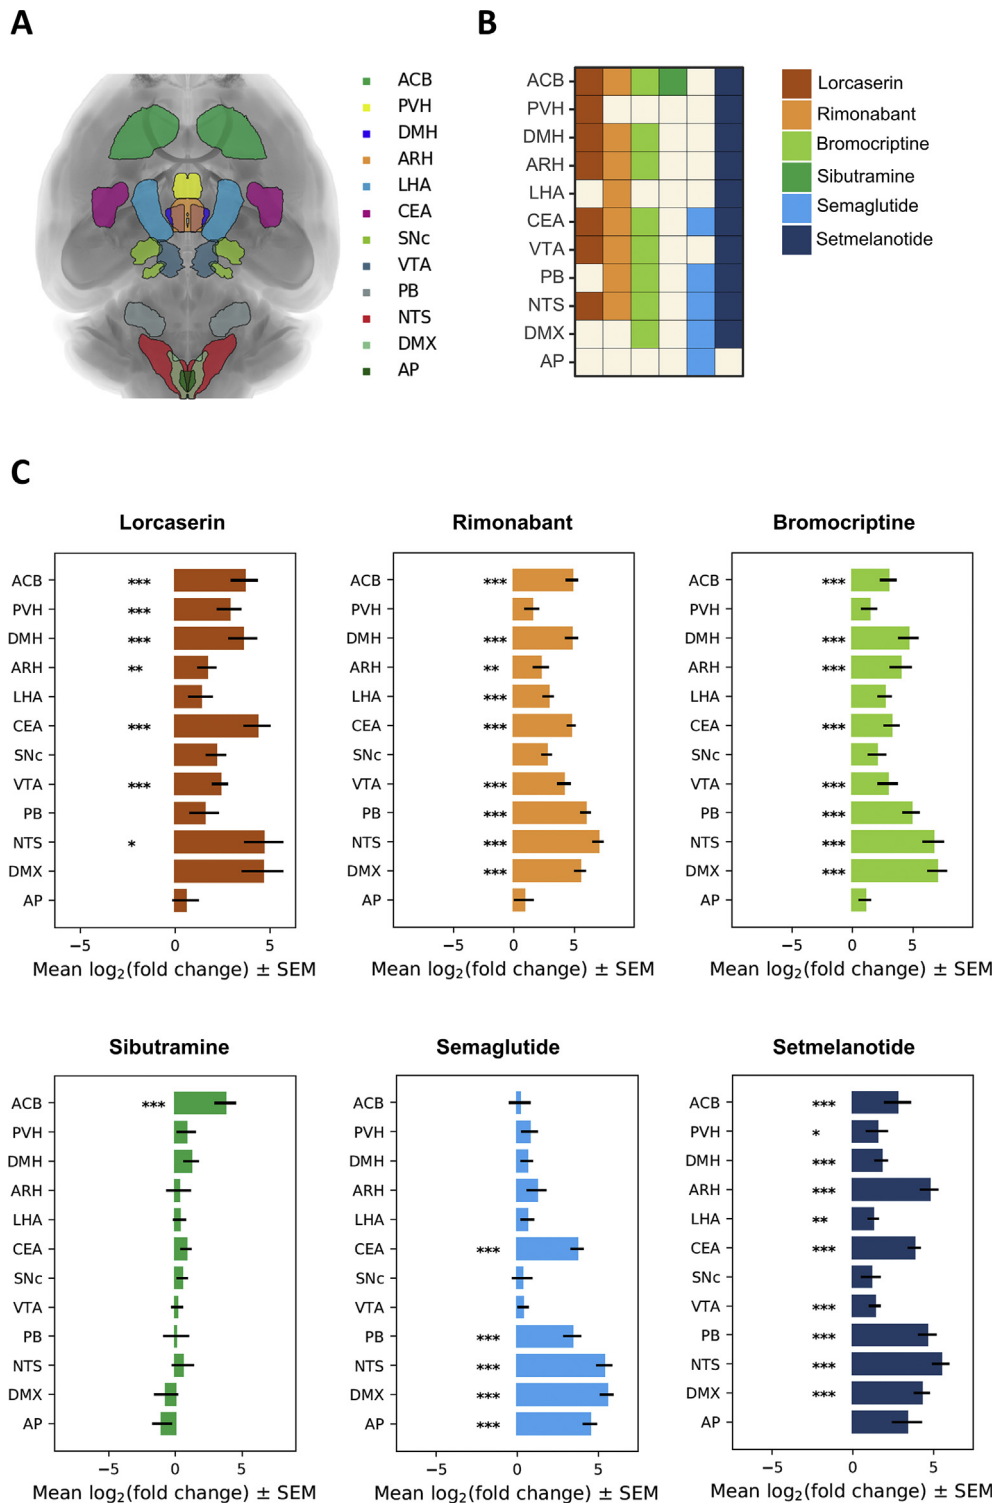 A
ACB
PVH
DMH
ARH
LHA
CEA
SNc
VTA
PB
NTS
DMX
AP
B
ACB
PVH
DMH
ARH
LHA
CEA
VTA
PB
NTS
DMX
AP
Lorcaserin
Rimonabant
Bromocriptine
Sibutramine
Semaglutide
Setmelanotide
C
Lorcaserin
ACB ***
PVH ***
DMH ***
ARH **
LHA
CEA ***
SNc
VTA ***
PB
NTS *
DMX
AP
−5 0 5
Mean log₂(fold change) ± SEM
Rimonabant
ACB ***
PVH
DMH ***
ARH **
LHA ***
CEA ***
SNc
VTA ***
PB ***
NTS ***
DMX ***
AP
−5 0 5
Mean log₂(fold change) ± SEM
Bromocriptine
ACB ***
PVH
DMH ***
ARH ***
LHA
CEA ***
SNc
VTA ***
PB ***
NTS ***
DMX ***
AP
−5 0 5
Mean log₂(fold change) ± SEM
Sibutramine
ACB ***
PVH
DMH
ARH
LHA
CEA
SNc
VTA
PB
NTS
DMX
AP
−5 0 5
Mean log₂(fold change) ± SEM
Semaglutide
ACB
PVH
DMH
ARH
LHA
CEA ***
SNc
VTA
PB ***
NTS ***
DMX ***
AP ***
−5 0 5
Mean log₂(fold change) ± SEM
Setmelanotide
ACB ***
PVH *
DMH ***
ARH ***
LHA **
CEA ***
SNc
VTA ***
PB ***
NTS ***
DMX ***
AP
−5 0 5
Mean log₂(fold change) ± SEM